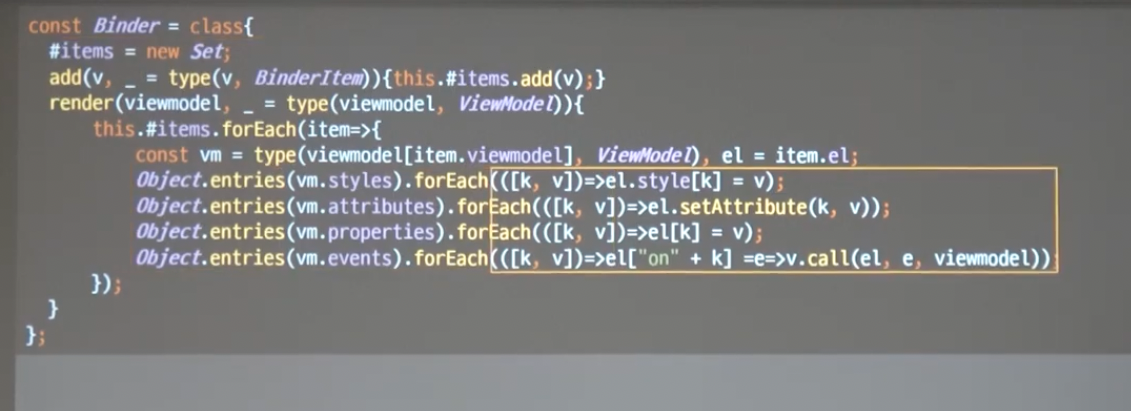 const Binder = class{
#items = new Set;
add(v, _ = type(v, BinderItem)){this.#items.add(v);}
render(viewmodel, _ = type(viewmodel, ViewModel)){
this.#items.forEach(item=>{
const vm = type(viewmodel[item.viewmodel], ViewModel), el = item.el;
Object.entries(vm.styles).forEach(([k, v])=>el.style[k] = v);
Object.entries(vm.attributes).forEach(([k, v])=>el.setAttribute(k, v));
Object.entries(vm.properties).forEach(([k, v])=>el[k] = v);
Object.entries(vm.events).forEach(([k, v])=>el["on" + k] =e=>v.call(el, e, viewmodel));
});
}
};